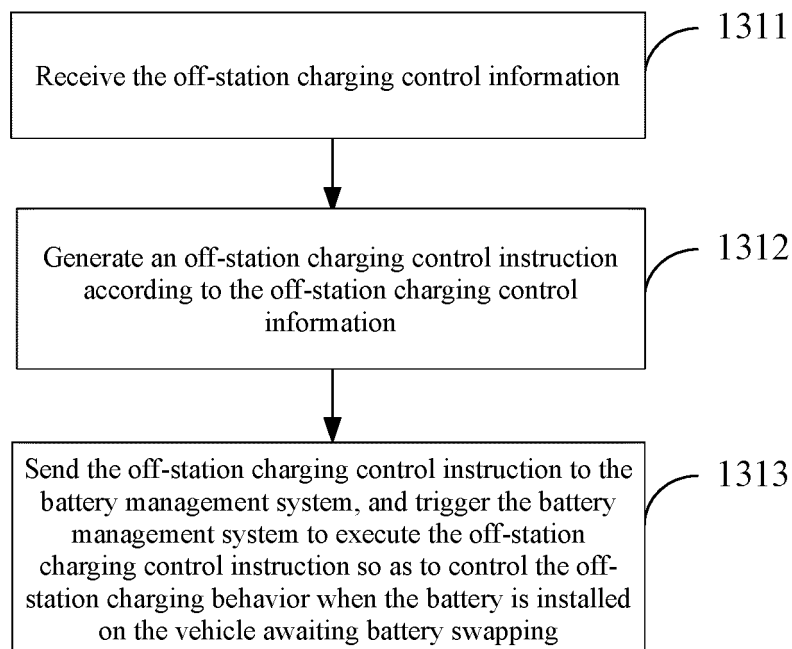 1311
Receive the off-station charging control information
1312
Generate an off-station charging control instruction
according to the off-station charging control
information
1313
Send the off-station charging control instruction to the
battery management system, and trigger the battery
management system to execute the off-station
charging control instruction so as to control the off-
station charging behavior when the battery is installed
on the vehicle awaiting battery swapping